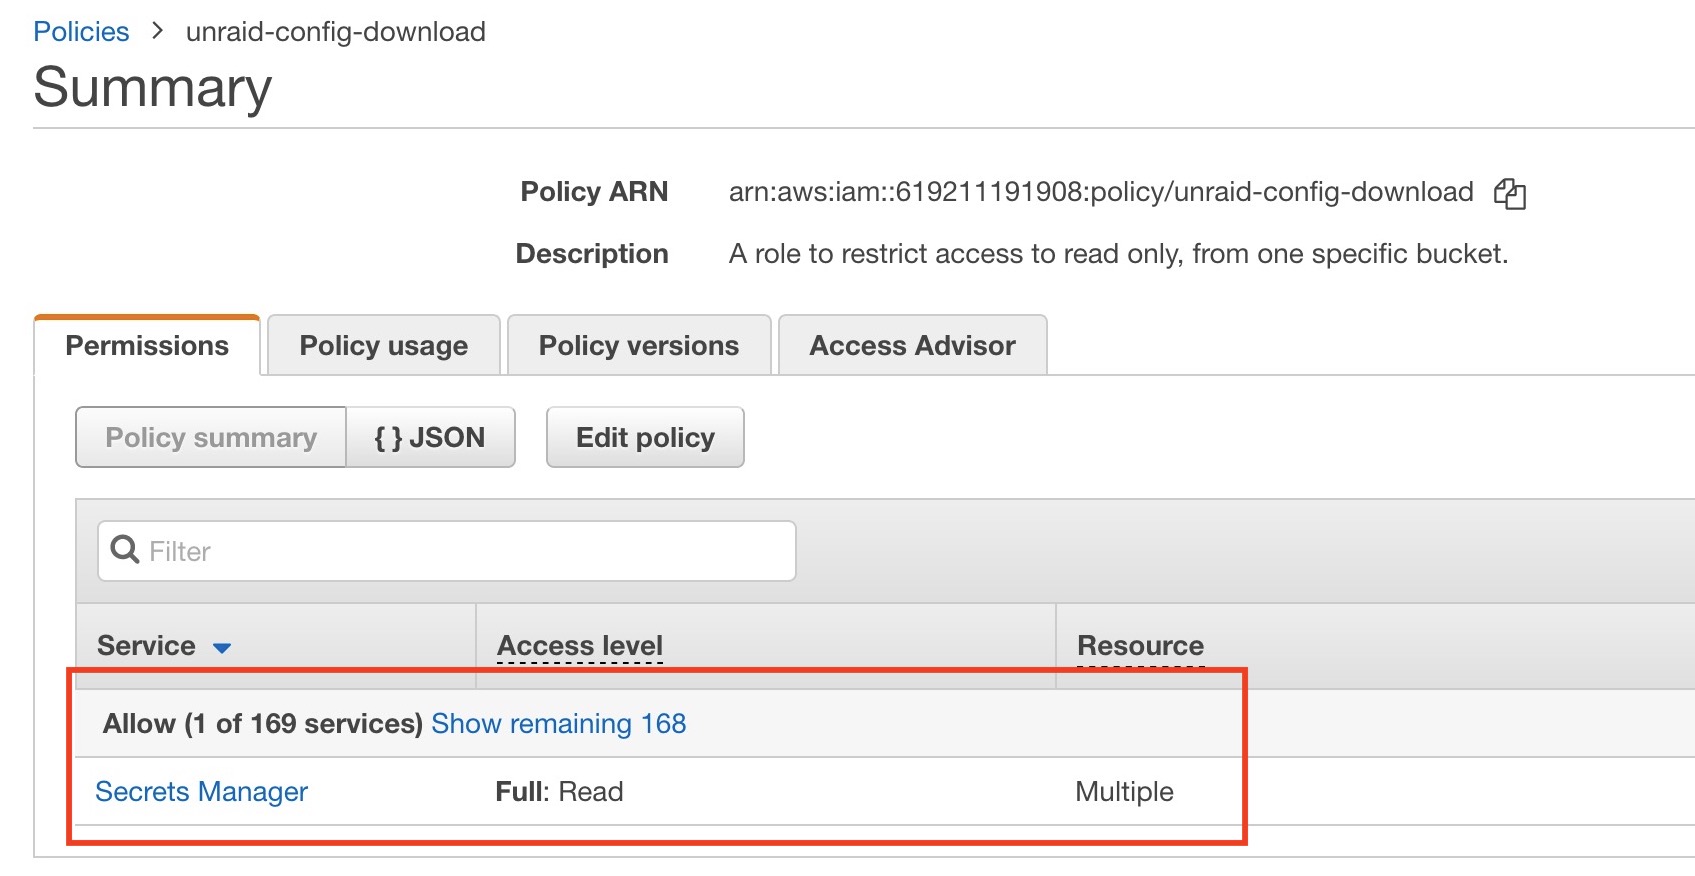 Policies > unraid-config-download
Summary
Policy ARN arn:aws:iam::619211191908:policy/unraid-config-download
Description A role to restrict access to read only, from one specific bucket.
Permissions Policy usage Policy versions Access Advisor
Policy summary { } JSON Edit policy
Filter
Service Access level Resource
Allow (1 of 169 services) Show remaining 168
Secrets Manager Full: Read Multiple